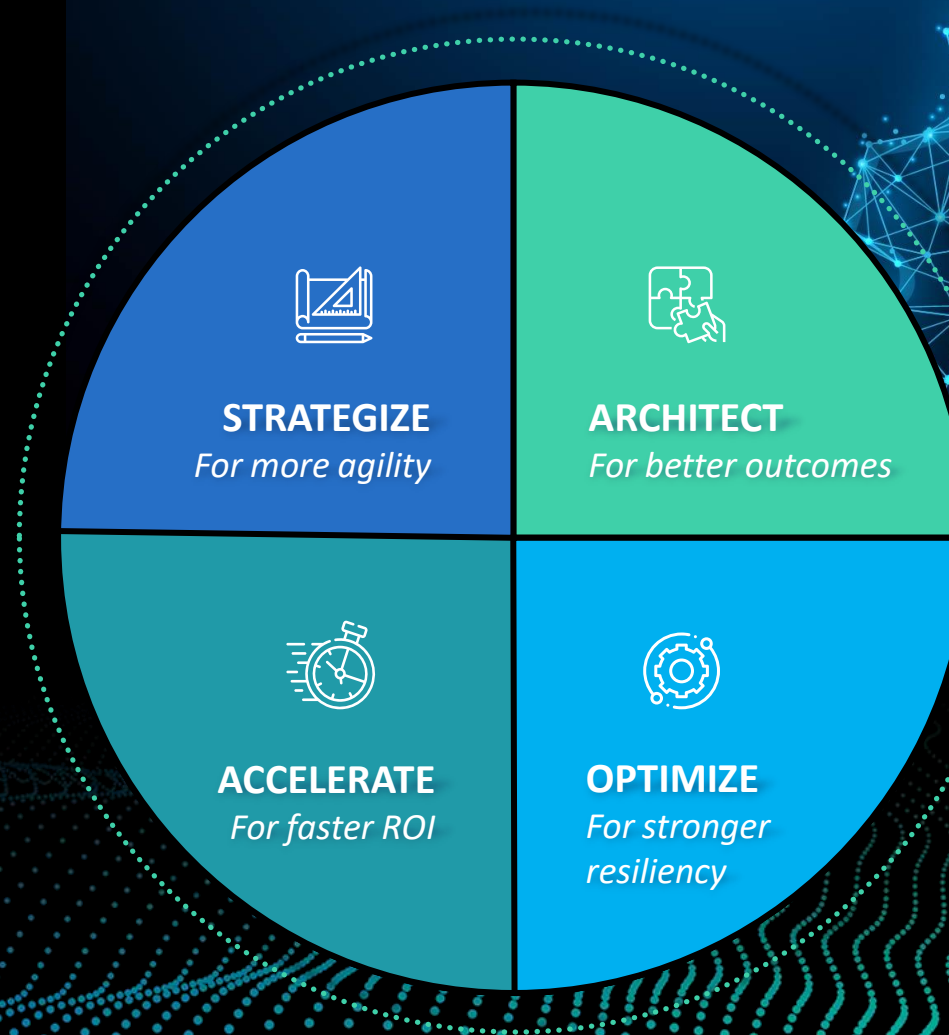 STRATEGIZE
For more agility
ARCHITECT
For better outcomes
ACCELERATE
For faster ROI
OPTIMIZE
For stronger
resiliency